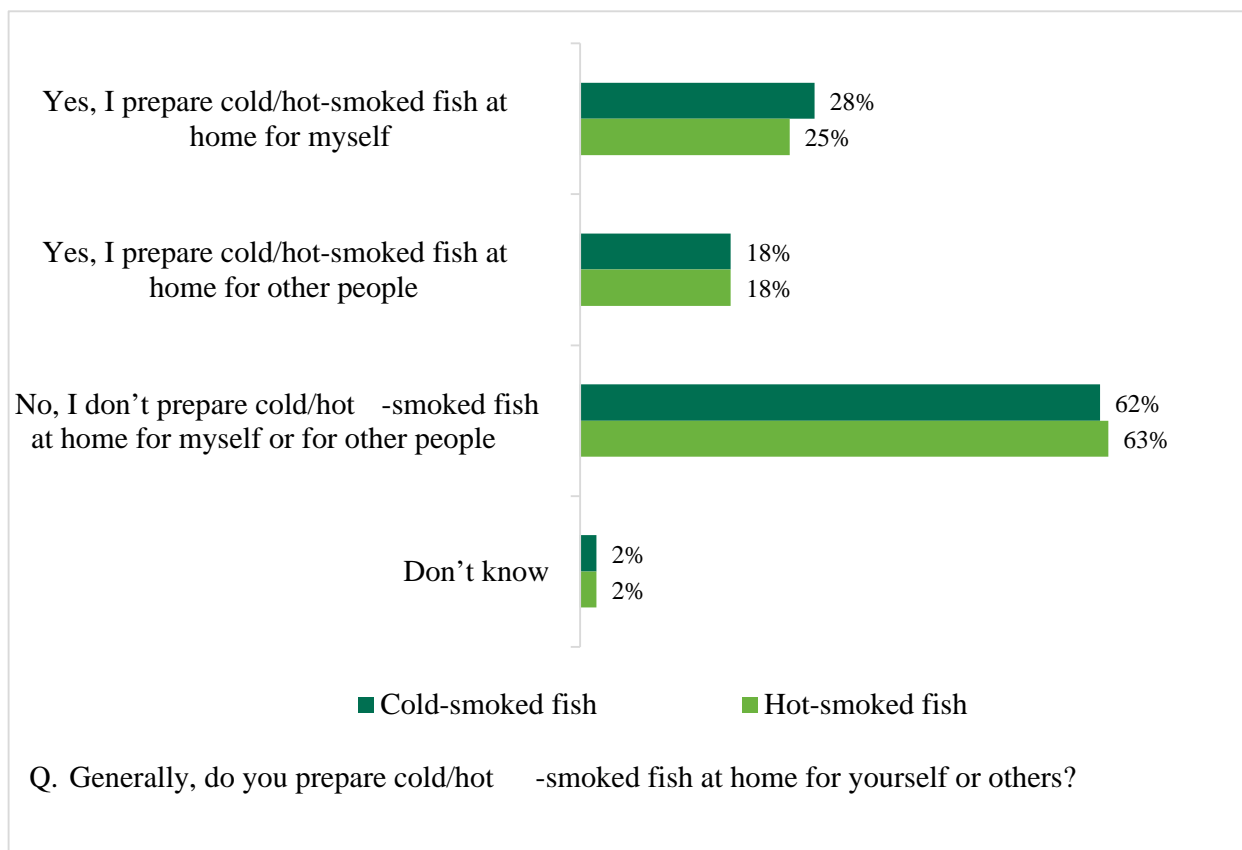 Yes, I prepare cold/hot-smoked fish at
home for myself
28%
25%
Yes, I prepare cold/hot-smoked fish at
home for other people
18%
18%
No, I don’t prepare cold/hot -smoked fish
at home for myself or for other people
62%
63%
Don’t know
2%
2%
Cold-smoked fish
Hot-smoked fish
Q. Generally, do you prepare cold/hot -smoked fish at home for yourself or others?